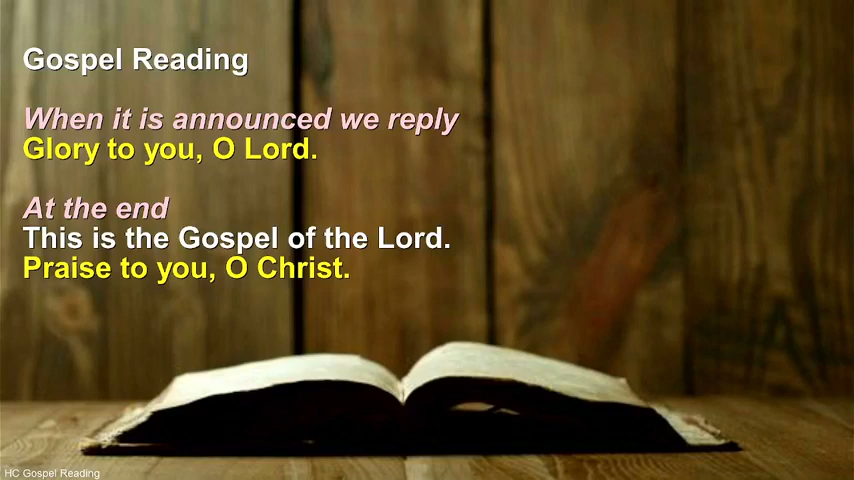 Gospel Reading
When it is announced we reply
Glory to you, O Lord.
At the end
This is the Gospel of the Lord.
Praise to you, O Christ.
HC Gospel Reading